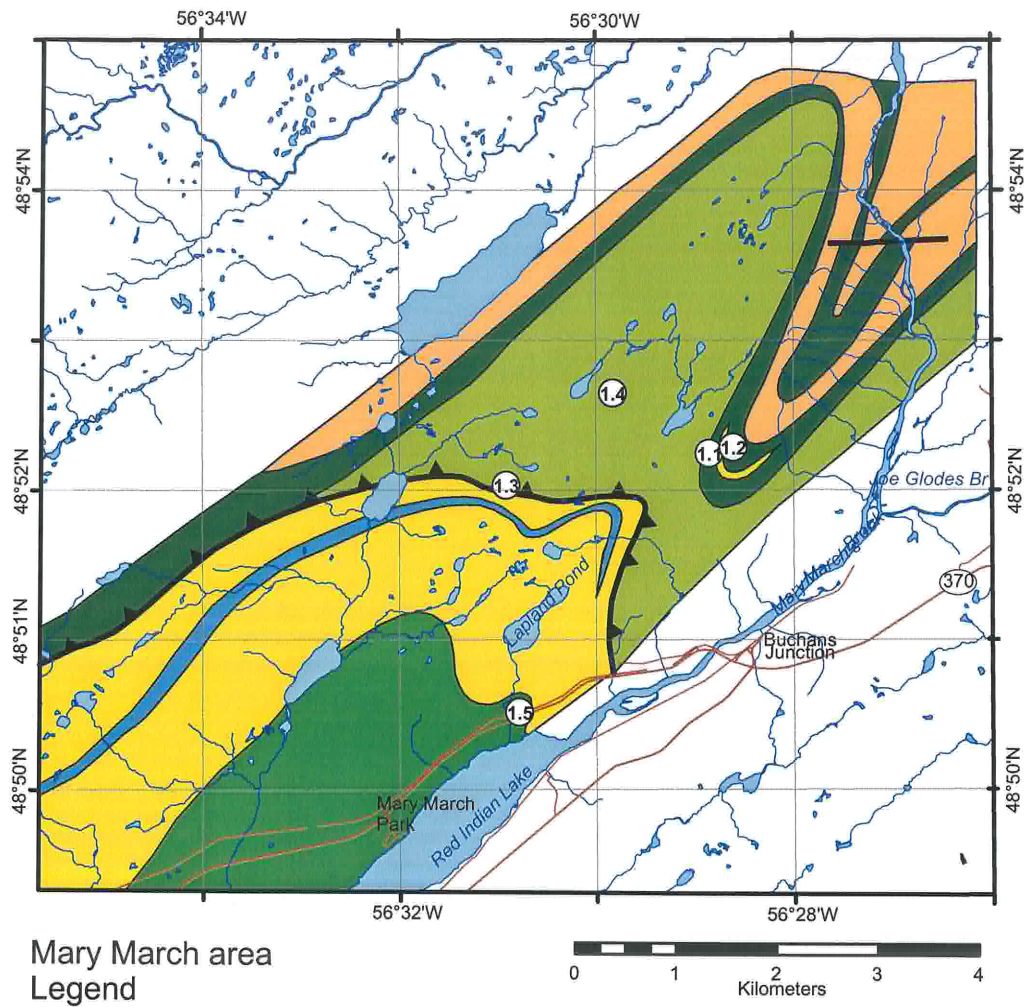 56°34'W
56°30'W
48°54'N
48°54'N
1.4
1.1
1.2
48°52'N
1.3
oe Glodes Br
48°52'N
Mary March Brook
370
Lapland Pond
48°51'N
Buchans
Junction
1.5
48°50'N
48°50'N
Mary March
Park
Red Indian Lake
56°32'W
56°28'W
Mary March area
Legend
0 1 2 3 4
Kilometers